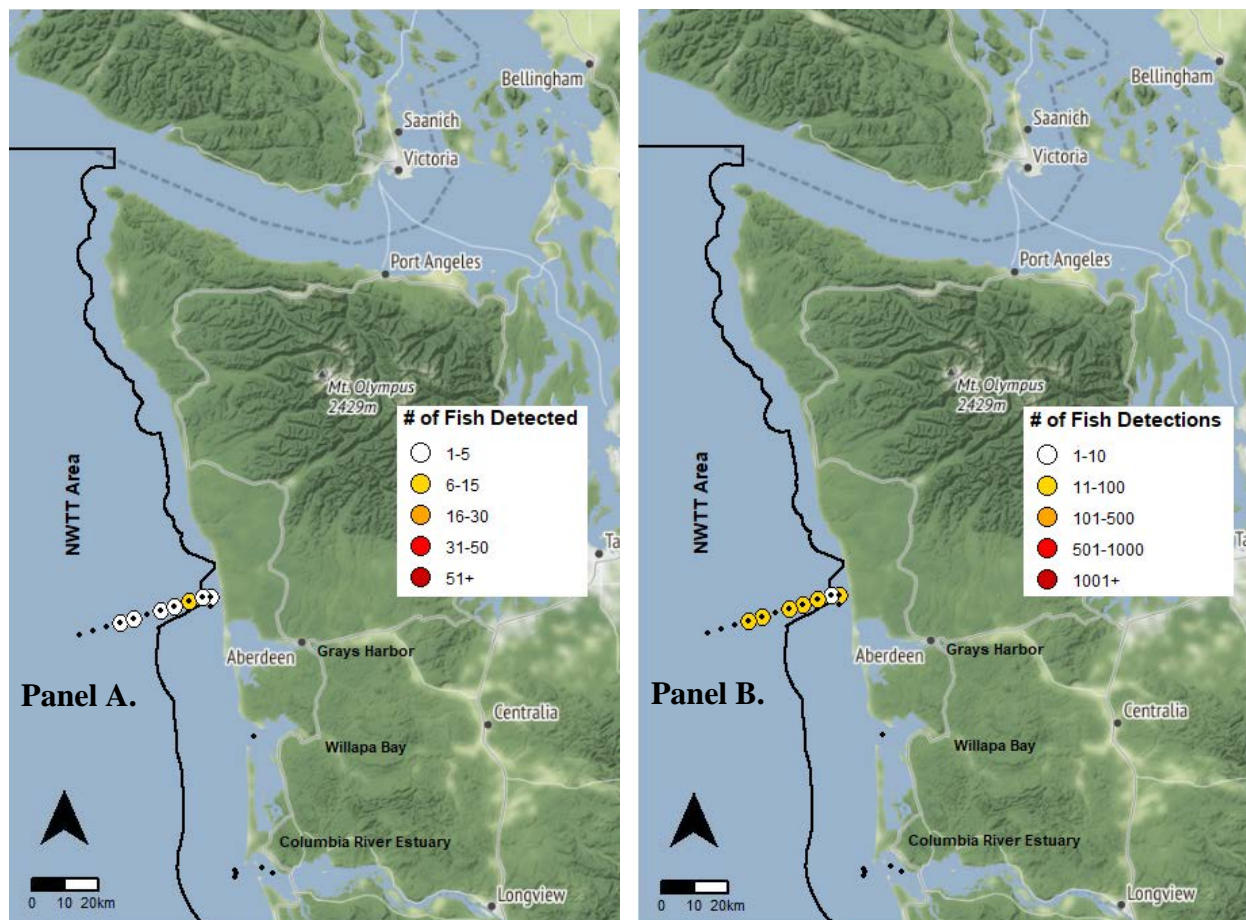 Bellingham
Saanich
Victoria
Port Angeles
Mt. Olympus
2429m
# of Fish Detected
1-5
6-15
16-30
31-50
51+
NWTT Area
Ta
Aberdeen
Grays Harbor
Panel A.
Centralia
Willapa Bay
Columbia River Estuary
Longview
0 10 20km
Bellingham
Saanich
Victoria
Port Angeles
Mt. Olympus
2429m
# of Fish Detections
1-10
11-100
101-500
501-1000
1001+
NWTT Area
Ta
Aberdeen
Grays Harbor
Panel B.
Centralia
Willapa Bay
Columbia River Estuary
Longview
0 10 20km